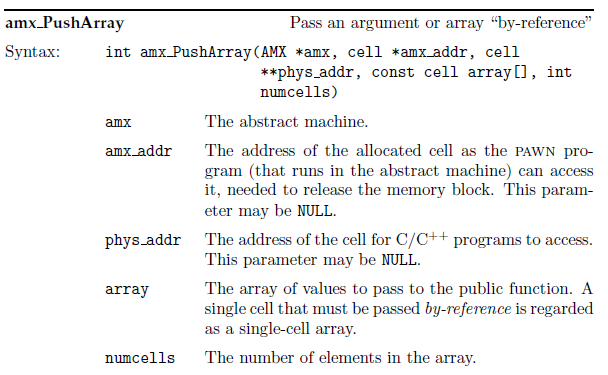 amx_PushArray Pass an argument or array “by-reference”
Syntax: int amx_PushArray(AMX *amx, cell *amx_addr, cell
**phys_addr, const cell array[], int
numcells)
amx The abstract machine.
amx_addr The address of the allocated cell as the PAWN pro-
gram (that runs in the abstract machine) can access
it, needed to release the memory block. This param-
eter may be NULL.
phys_addr The address of the cell for C/C++ programs to access.
This parameter may be NULL.
array The array of values to pass to the public function. A
single cell that must be passed by-reference is regarded
as a single-cell array.
numcells The number of elements in the array.